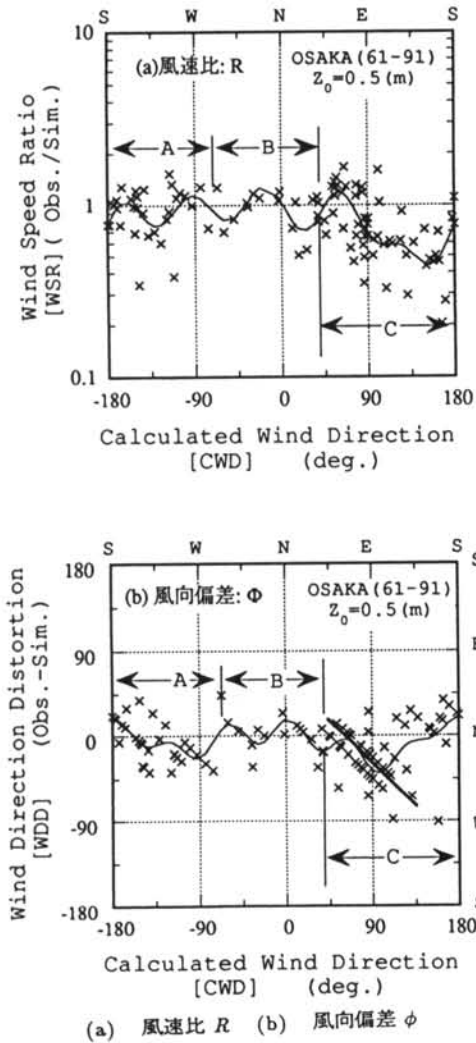 S W N E S
10
(a)風速比: R
OSAKA(61-91)
Z₀=0.5(m)
A B
1
C
0.1
Wind Speed Ratio
[WSR] ( Obs./Sim.)
-180 -90 0 90 180
Calculated Wind Direction
[CWD] (deg.)
S W N E S
180
(b) 風向偏差: Φ
OSAKA(61-91)
Z₀=0.5(m)
90
A B
0
-90
C
-180
Wind Direction Distortion
[WDD] (Obs.-Sim.)
-180 -90 0 90 180
Calculated Wind Direction
[CWD] (deg.)
(a) 風速比 R (b) 風向偏差 ϕ